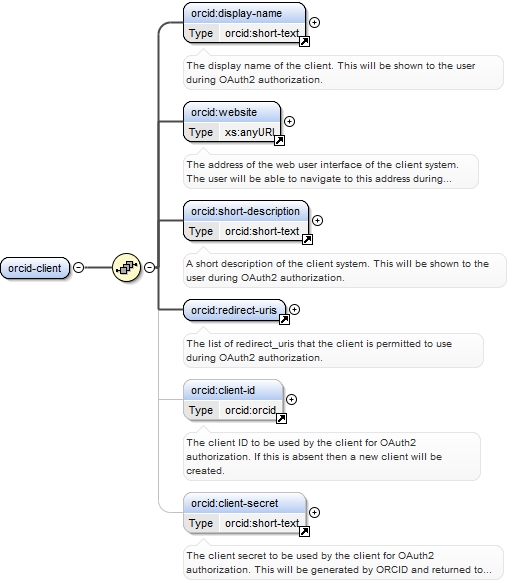 orcid:display-name
Type orcid:short-text
The display name of the client. This will be shown to the user
during OAuth2 authorization.
orcid:website
Type xs:anyURI
The address of the web user interface of the client system.
The user will be able to navigate to this address during...
orcid:short-description
Type orcid:short-text
A short description of the client system. This will be shown to the
user during OAuth2 authorization.
orcid-client
orcid:redirect-uris
The list of redirect_uris that the client is permitted to use
during OAuth2 authorization.
orcid:client-id
Type orcid:orcid
The client ID to be used by the client for OAuth2
authorization. If this is absent then a new client will be
created.
orcid:client-secret
Type orcid:short-text
The client secret to be used by the client for OAuth2
authorization. This will be generated by ORCID and returned to...